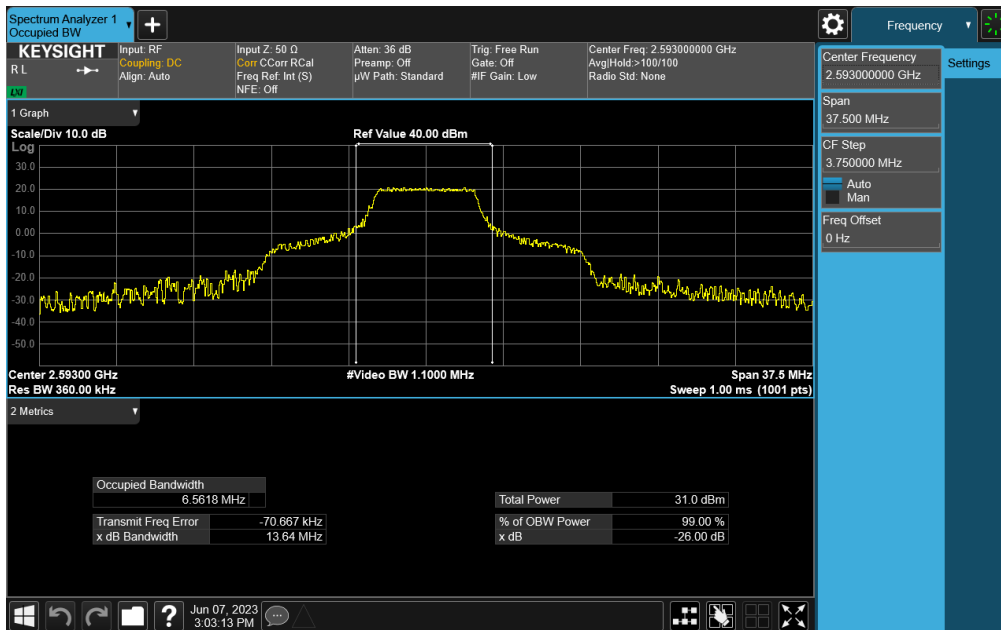 Spectrum Analyzer 1
Occupied BW
Frequency
KEYSIGHT
R L
LXI
Input: RF
Coupling: DC
Align: Auto
Input Z: 50 Ω
Corr CCorr RCal
Freq Ref: Int (S)
NFE: Off
Atten: 36 dB
Preamp: Off
µW Path: Standard
Trig: Free Run
Gate: Off
#IF Gain: Low
Center Freq: 2.593000000 GHz
Avg|Hold:>100/100
Radio Std: None
Center Frequency
2.593000000 GHz
Settings
Span
37.500 MHz
CF Step
3.750000 MHz
Auto
Man
Freq Offset
0 Hz
1 Graph
Scale/Div 10.0 dB
Ref Value 40.00 dBm
Log
30.0
20.0
10.0
0.00
-10.0
-20.0
-30.0
-40.0
-50.0
Center 2.59300 GHz
#Video BW 1.1000 MHz
Span 37.5 MHz
Res BW 360.00 kHz
Sweep 1.00 ms (1001 pts)
2 Metrics
Occupied Bandwidth
6.5618 MHz
Total Power 31.0 dBm
Transmit Freq Error -70.667 kHz
% of OBW Power 99.00 %
x dB Bandwidth 13.64 MHz
x dB -26.00 dB
?
Jun 07, 2023
3:03:13 PM